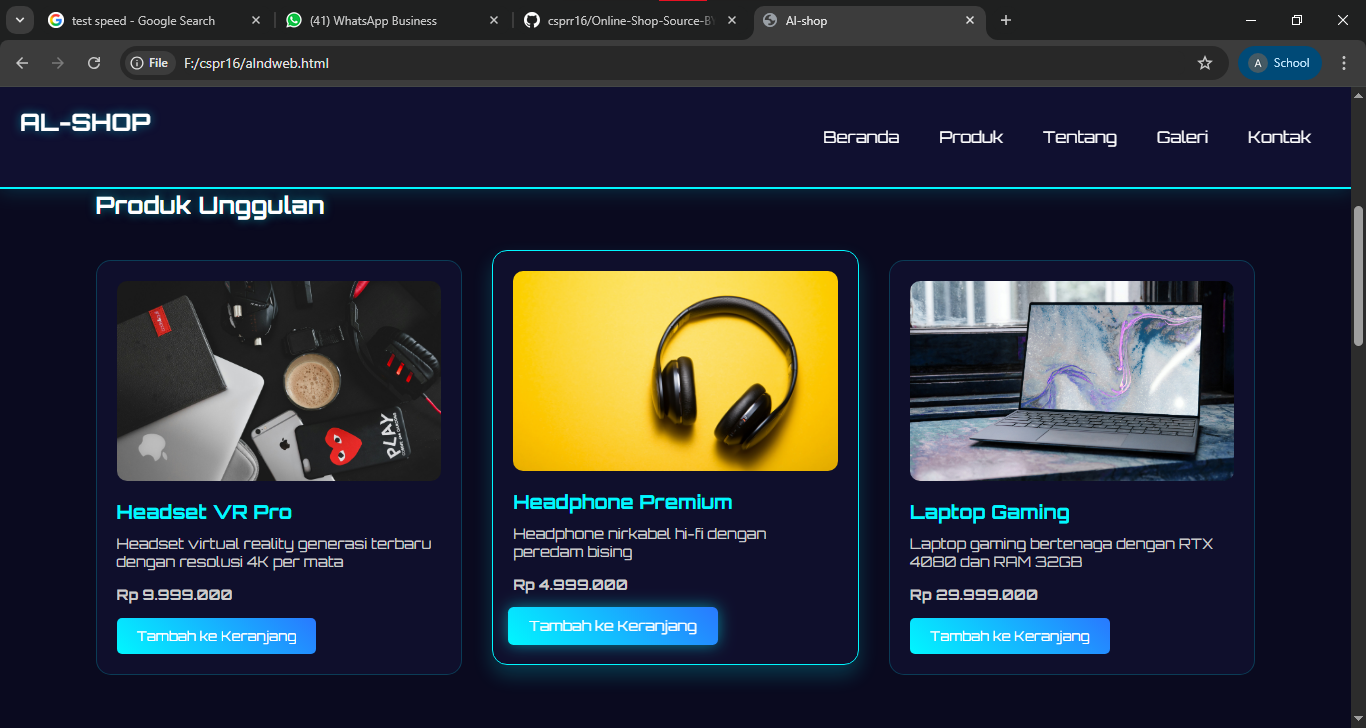 test speed - Google Search
(41) WhatsApp Business
csprr16/Online-Shop-Source-BY
Al-shop
File
F:/cspr16/alndweb.html
A
School
AL-SHOP
Beranda
Produk
Tentang
Galeri
Kontak
Produk Unggulan
PLAY
Headset VR Pro
Headset virtual reality generasi terbaru
dengan resolusi 4K per mata
Rp 9.999.000
Tambah ke Keranjang
Headphone Premium
Headphone nirkabel hi-fi dengan
peredam bising
Rp 4.999.000
Tambah ke Keranjang
Laptop Gaming
Laptop gaming bertenaga dengan RTX
4080 dan RAM 32GB
Rp 29.999.000
Tambah ke Keranjang